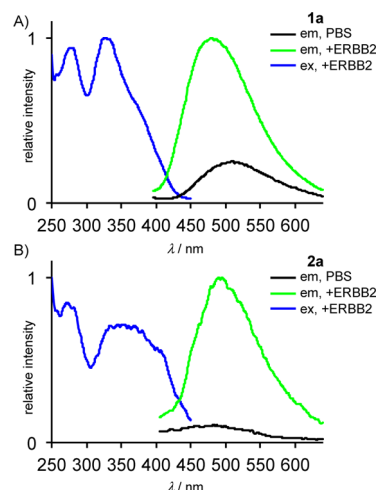 A)
1a
em, PBS
em, +ERBB2
ex, +ERBB2
relative intensity
1
0
250 300 350 400 450 500 550 600
λ / nm
B)
2a
em, PBS
em, +ERBB2
ex, +ERBB2
relative intensity
1
0
250 300 350 400 450 500 550 600
λ / nm